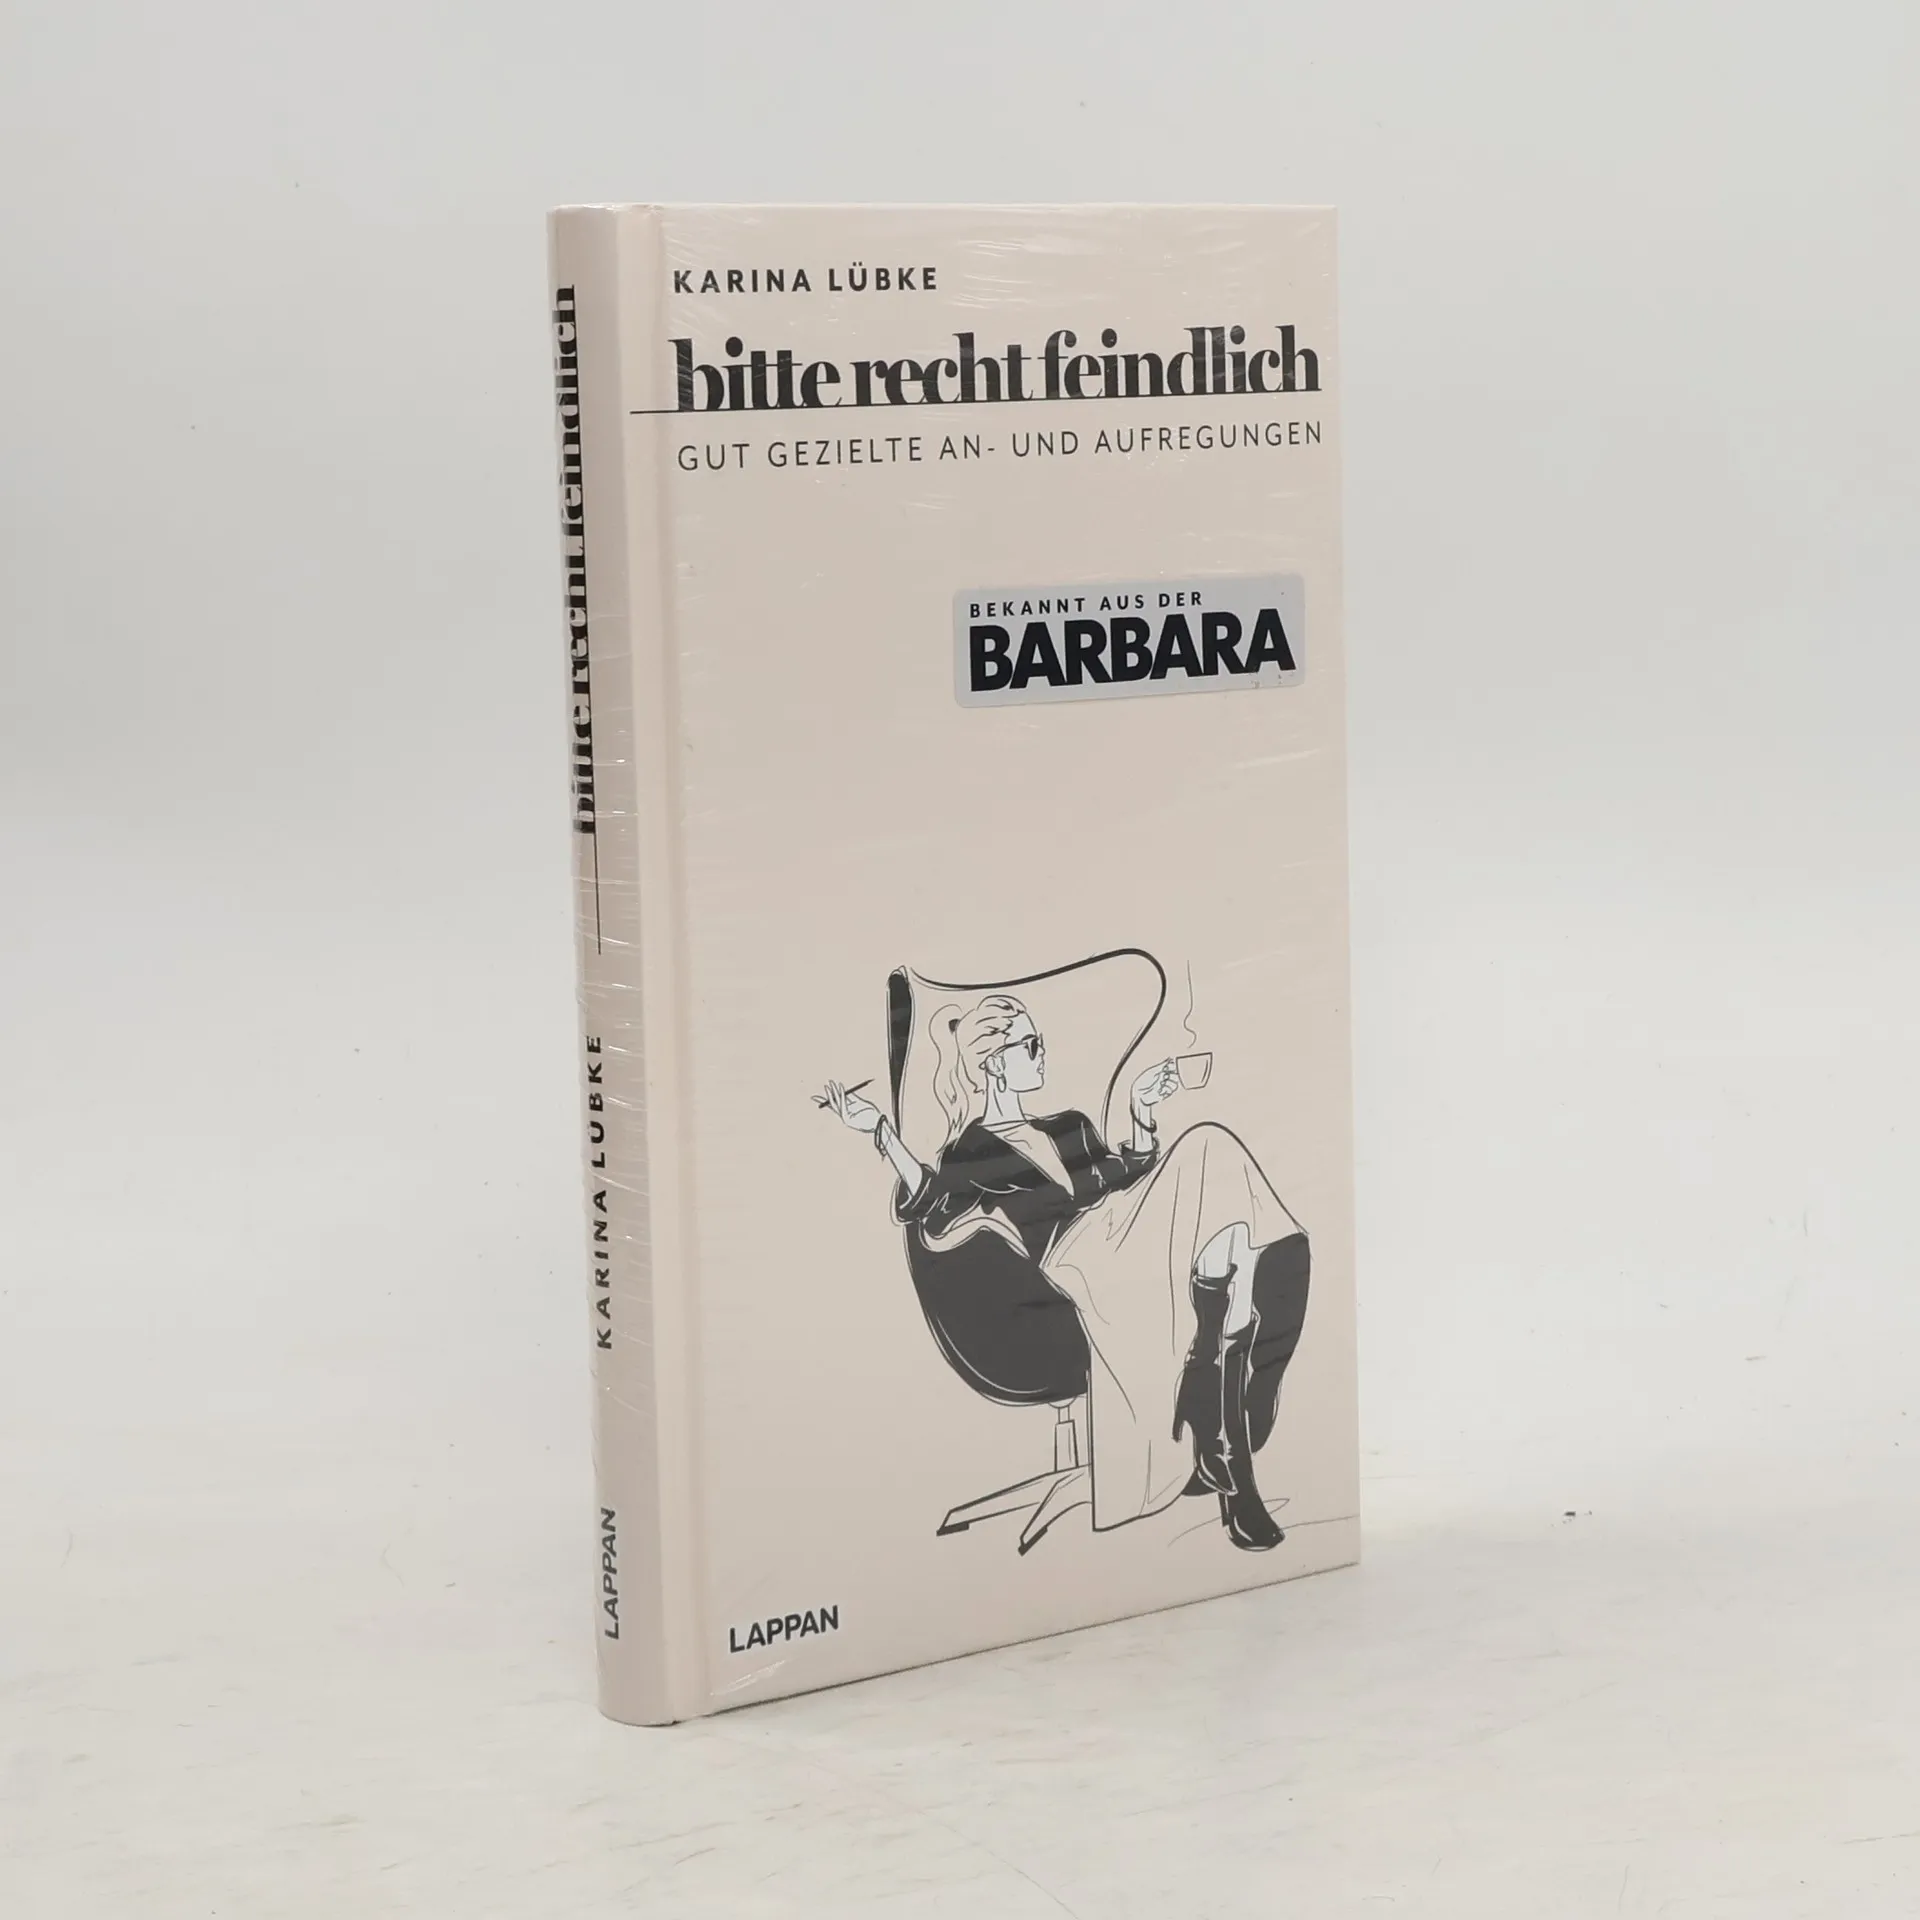 KARINA LÜBKE
bitte recht feindlich
GUT GEZIELTE AN- UND AUFREGUNGEN
BEKANNT AUS DER
BARBARA
LAPPAN
bitte recht feindlich
KARINA LÜBKE
LAPPAN